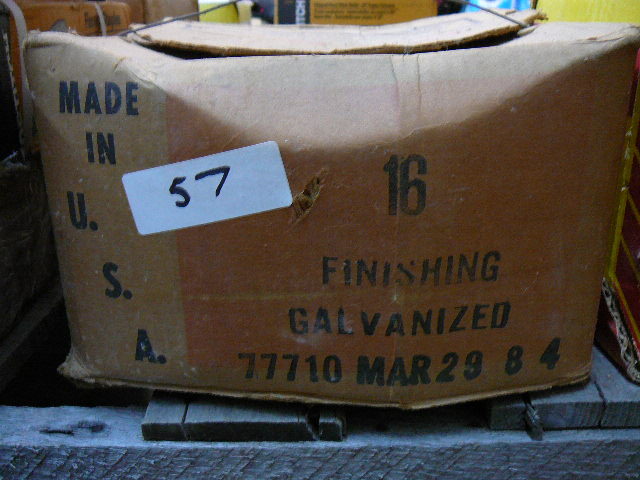 MADE
IN
U.
S.
A.
57
16
FINISHING
GALVANIZED
77710 MAR 29 8 4